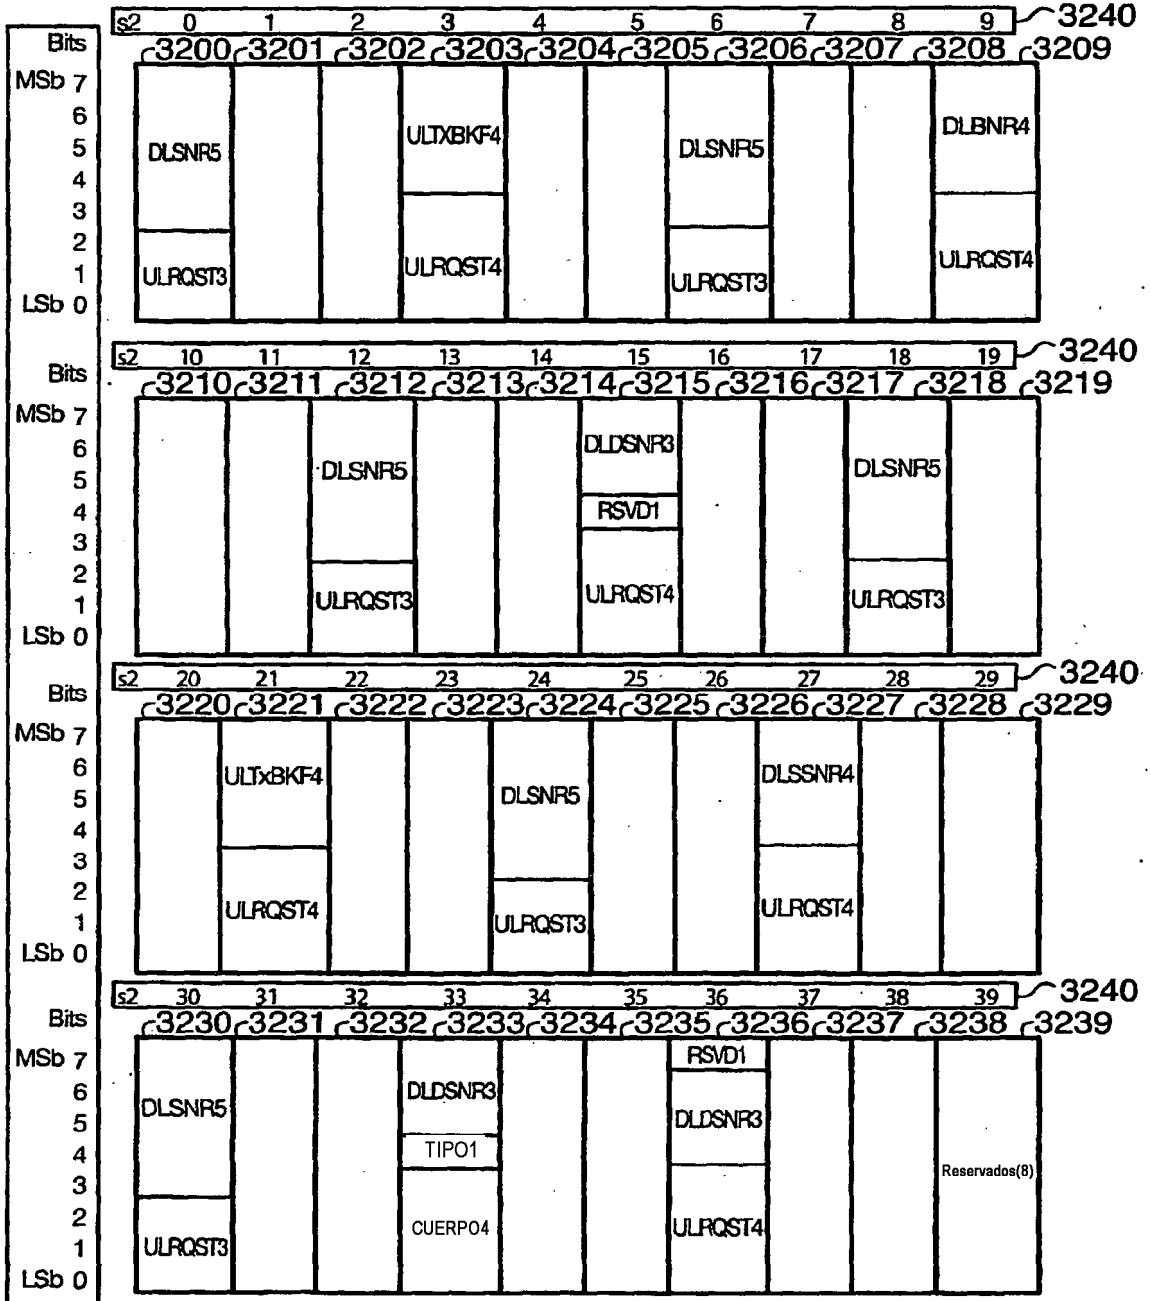 s2 0 1 2 3 4 5 6 7 8 9 3240
Bits 3200 3201 3202 3203 3204 3205 3206 3207 3208 3209
MSb 7
6
5
4
3
2
1
LSb 0
DLSNR5 ULTXBKF4 DLSNR5 DLBNR4
ULRQST3 ULRQST4 ULRQST3 ULRQST4
s2 10 11 12 13 14 15 16 17 18 19 3240
Bits 3210 3211 3212 3213 3214 3215 3216 3217 3218 3219
MSb 7
6
5
4
3
2
1
LSb 0
DLSNR5 DLDSNR3 DLSNR5
RSVD1
ULRQST3 ULRQST4 ULRQST3
s2 20 21 22 23 24 25 26 27 28 29 3240
Bits 3220 3221 3222 3223 3224 3225 3226 3227 3228 3229
MSb 7
6
5
4
3
2
1
LSb 0
ULTxBKF4 DLSNR5 DLSSNR4
ULRQST4 ULRQST3 ULRQST4
s2 30 31 32 33 34 35 36 37 38 39 3240
Bits 3230 3231 3232 3233 3234 3235 3236 3237 3238 3239
MSb 7
6
5
4
3
2
1
LSb 0
RSVD1
DLSNR5 DLDSNR3 DLDSNR3
TIPO1
Reservados(8)
ULRQST3 CUERPO4 ULRQST4